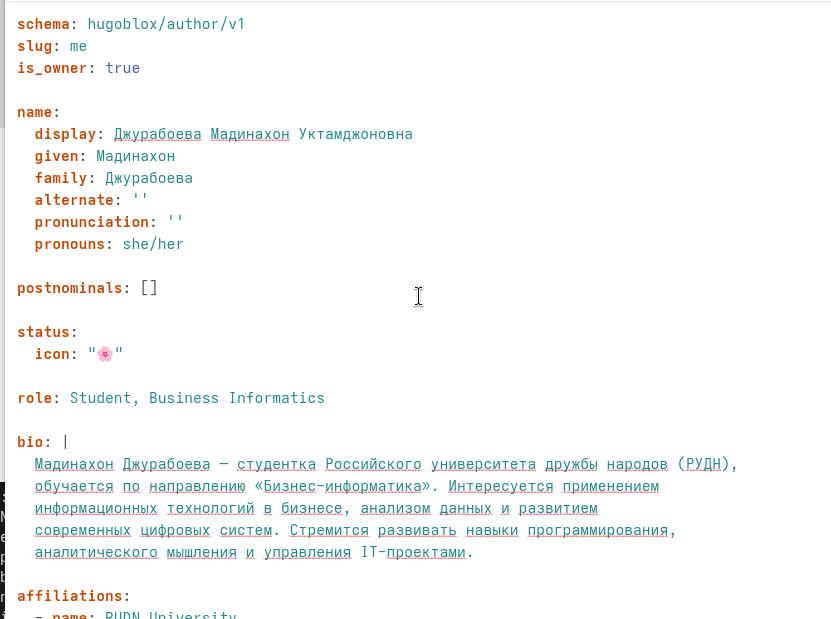 schema: hugoblox/author/v1
slug: me
is_owner: true
name:
display: Джурабоева Мадинахон Уктамджоновна
given: Мадинахон
family: Джурабоева
alternate: ''
pronunciation: ''
pronouns: she/her
postnominals: []
status:
icon: "🌸"
role: Student, Business Informatics
bio: |
Мадинахон Джурабоева — студентка Российского университета дружбы народов (РУДН),
обучается по направлению «Бизнес-информатика». Интересуется применением
информационных технологий в бизнесе, анализом данных и развитием
современных цифровых систем. Стремится развивать навыки программирования,
аналитического мышления и управления IT-проектами.
affiliations:
- name: RUDN University